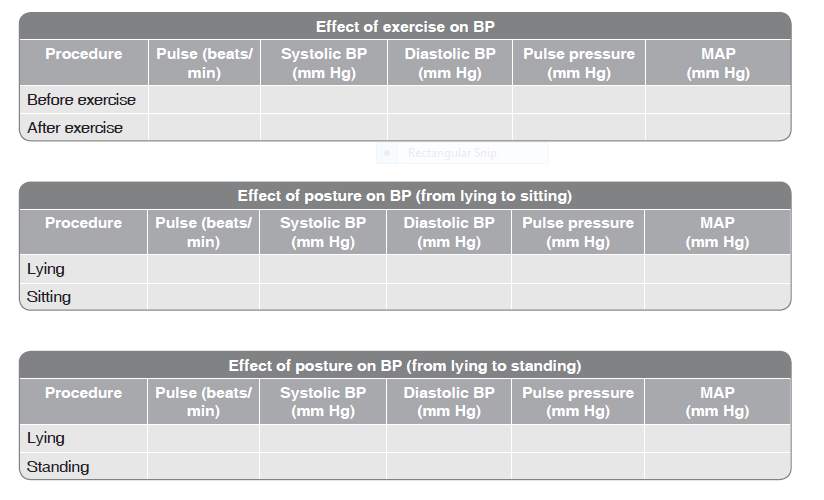 Effect of exercise on BP
Procedure Pulse (beats/ Systolic BP Diastolic BP Pulse pressure MAP
min) (mm Hg) (mm Hg) (mm Hg) (mm Hg)
Before exercise
After exercise
Rectangular Snip
Effect of posture on BP (from lying to sitting)
Procedure Pulse (beats/ Systolic BP Diastolic BP Pulse pressure MAP
min) (mm Hg) (mm Hg) (mm Hg) (mm Hg)
Lying
Sitting
Effect of posture on BP (from lying to standing)
Procedure Pulse (beats/ Systolic BP Diastolic BP Pulse pressure MAP
min) (mm Hg) (mm Hg) (mm Hg) (mm Hg)
Lying
Standing